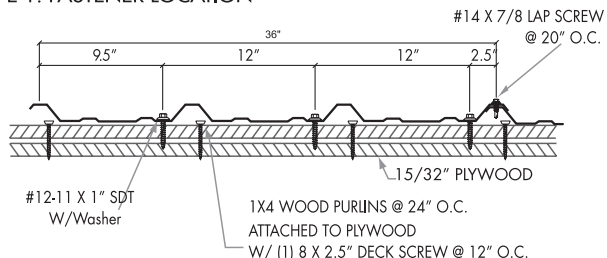 #14 X 7/8 LAP SCREW
@ 20" O.C.
36"
9.5"
12"
12"
2.5"
15/32" PLYWOOD
#12-11 X 1" SDT
W/Washer
1X4 WOOD PURLINS @ 24" O.C.
ATTACHED TO PLYWOOD
W/ (1) 8 X 2.5" DECK SCREW @ 12" O.C.